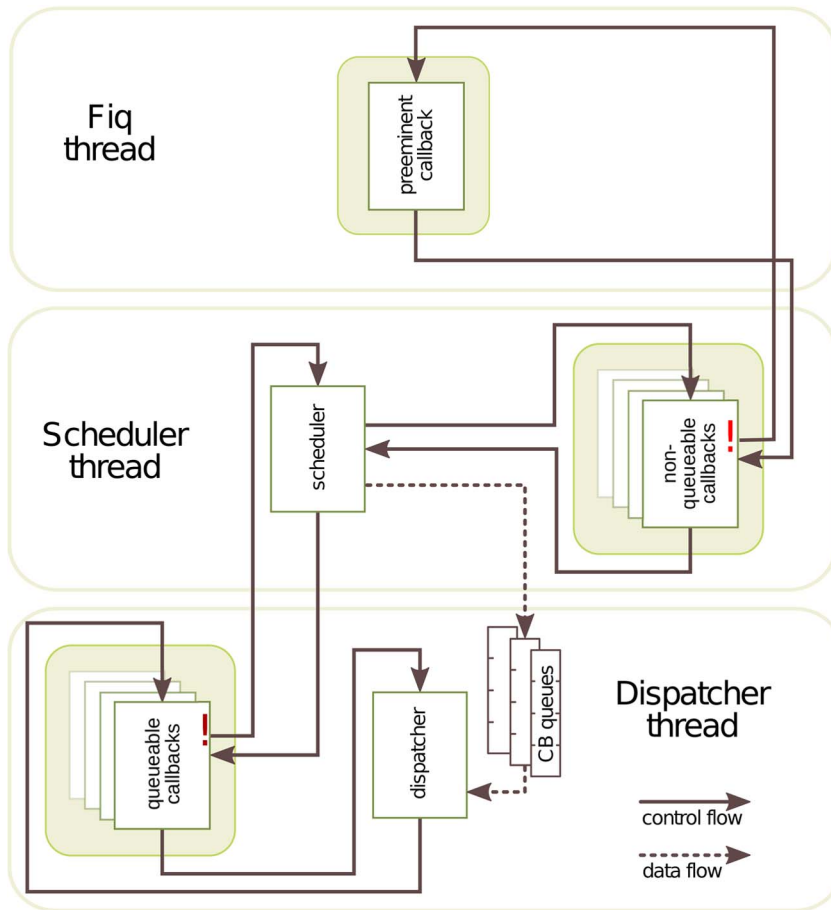 Fiq
thread
preeminent
callback
Scheduler
thread
scheduler
non-
queueable
callbacks
!
Dispatcher
thread
queueable
callbacks
!
dispatcher
CB queues
control flow
data flow